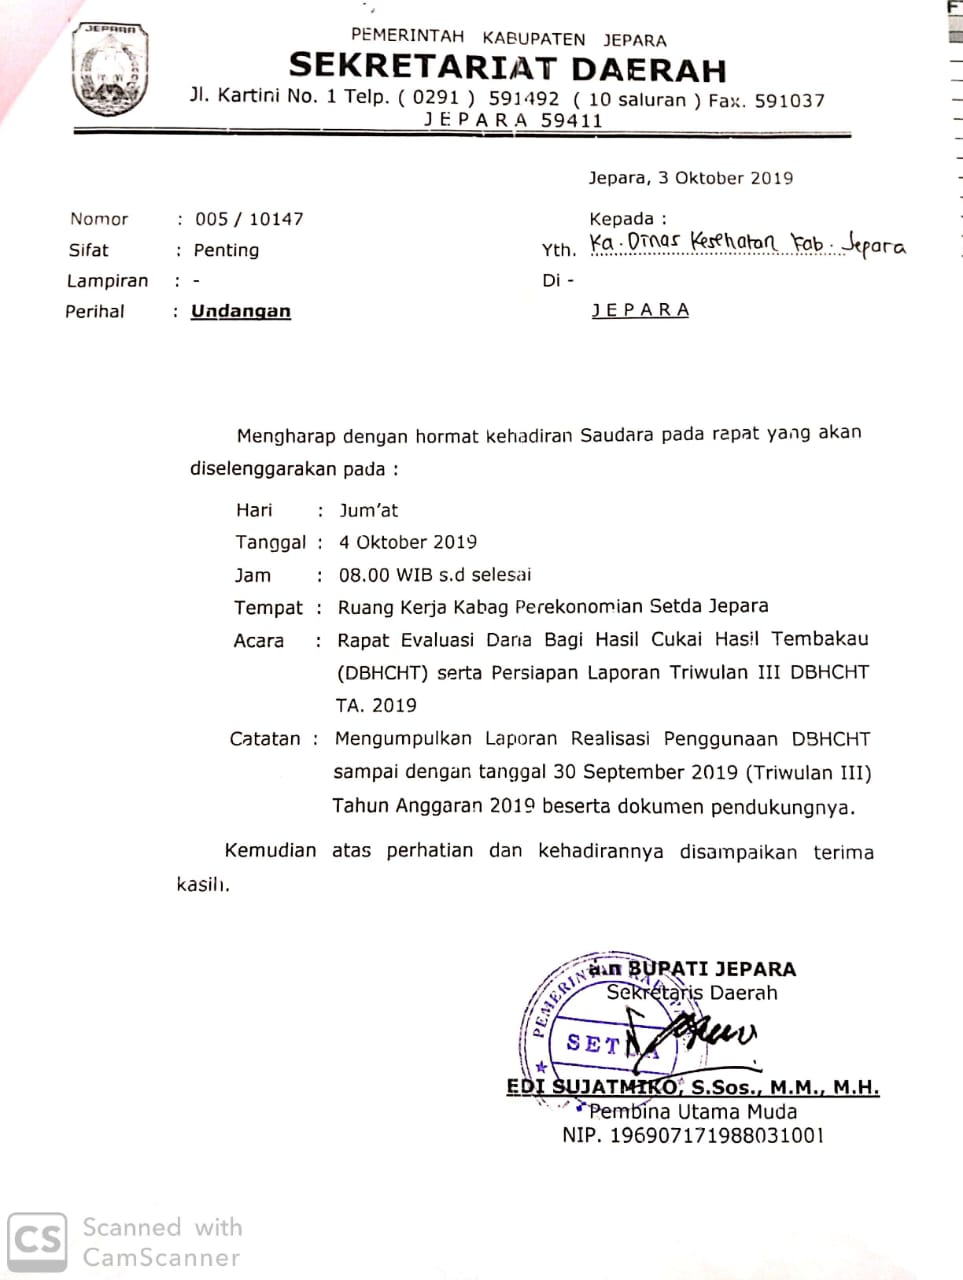 JEPARA
PEMERINTAH KABUPATEN JEPARA
SEKRETARIAT DAERAH
Jl. Kartini No. 1 Telp. ( 0291 ) 591492 ( 10 saluran ) Fax. 591037
J E P A R A 59411
Jepara, 3 Oktober 2019
Nomor : 005 / 10147
Kepada :
Sifat : Penting
Yth. Ka. Dinas Kesehatan Kab. Jepara
Lampiran : -
Di -
Perihal : Undangan
J E P A R A
Mengharap dengan hormat kehadiran Saudara pada rapat yang akan
diselenggarakan pada :
Hari : Jum'at
Tanggal : 4 Oktober 2019
Jam : 08.00 WIB s.d selesai
Tempat : Ruang Kerja Kabag Perekonomian Setda Jepara
Acara : Rapat Evaluasi Dana Bagi Hasil Cukai Hasil Tembakau
(DBHCHT) serta Persiapan Laporan Triwulan III DBHCHT
TA. 2019
Catatan : Mengumpulkan Laporan Realisasi Penggunaan DBHCHT
sampai dengan tanggal 30 September 2019 (Triwulan III)
Tahun Anggaran 2019 beserta dokumen pendukungnya.
Kemudian atas perhatian dan kehadirannya disampaikan terima
kasih.
a.n BUPATI JEPARA
Sekretaris Daerah
SETDA
EDI SUJATMIKO, S.Sos., M.M., M.H.
Pembina Utama Muda
NIP. 196907171988031001
CS Scanned with
CamScanner